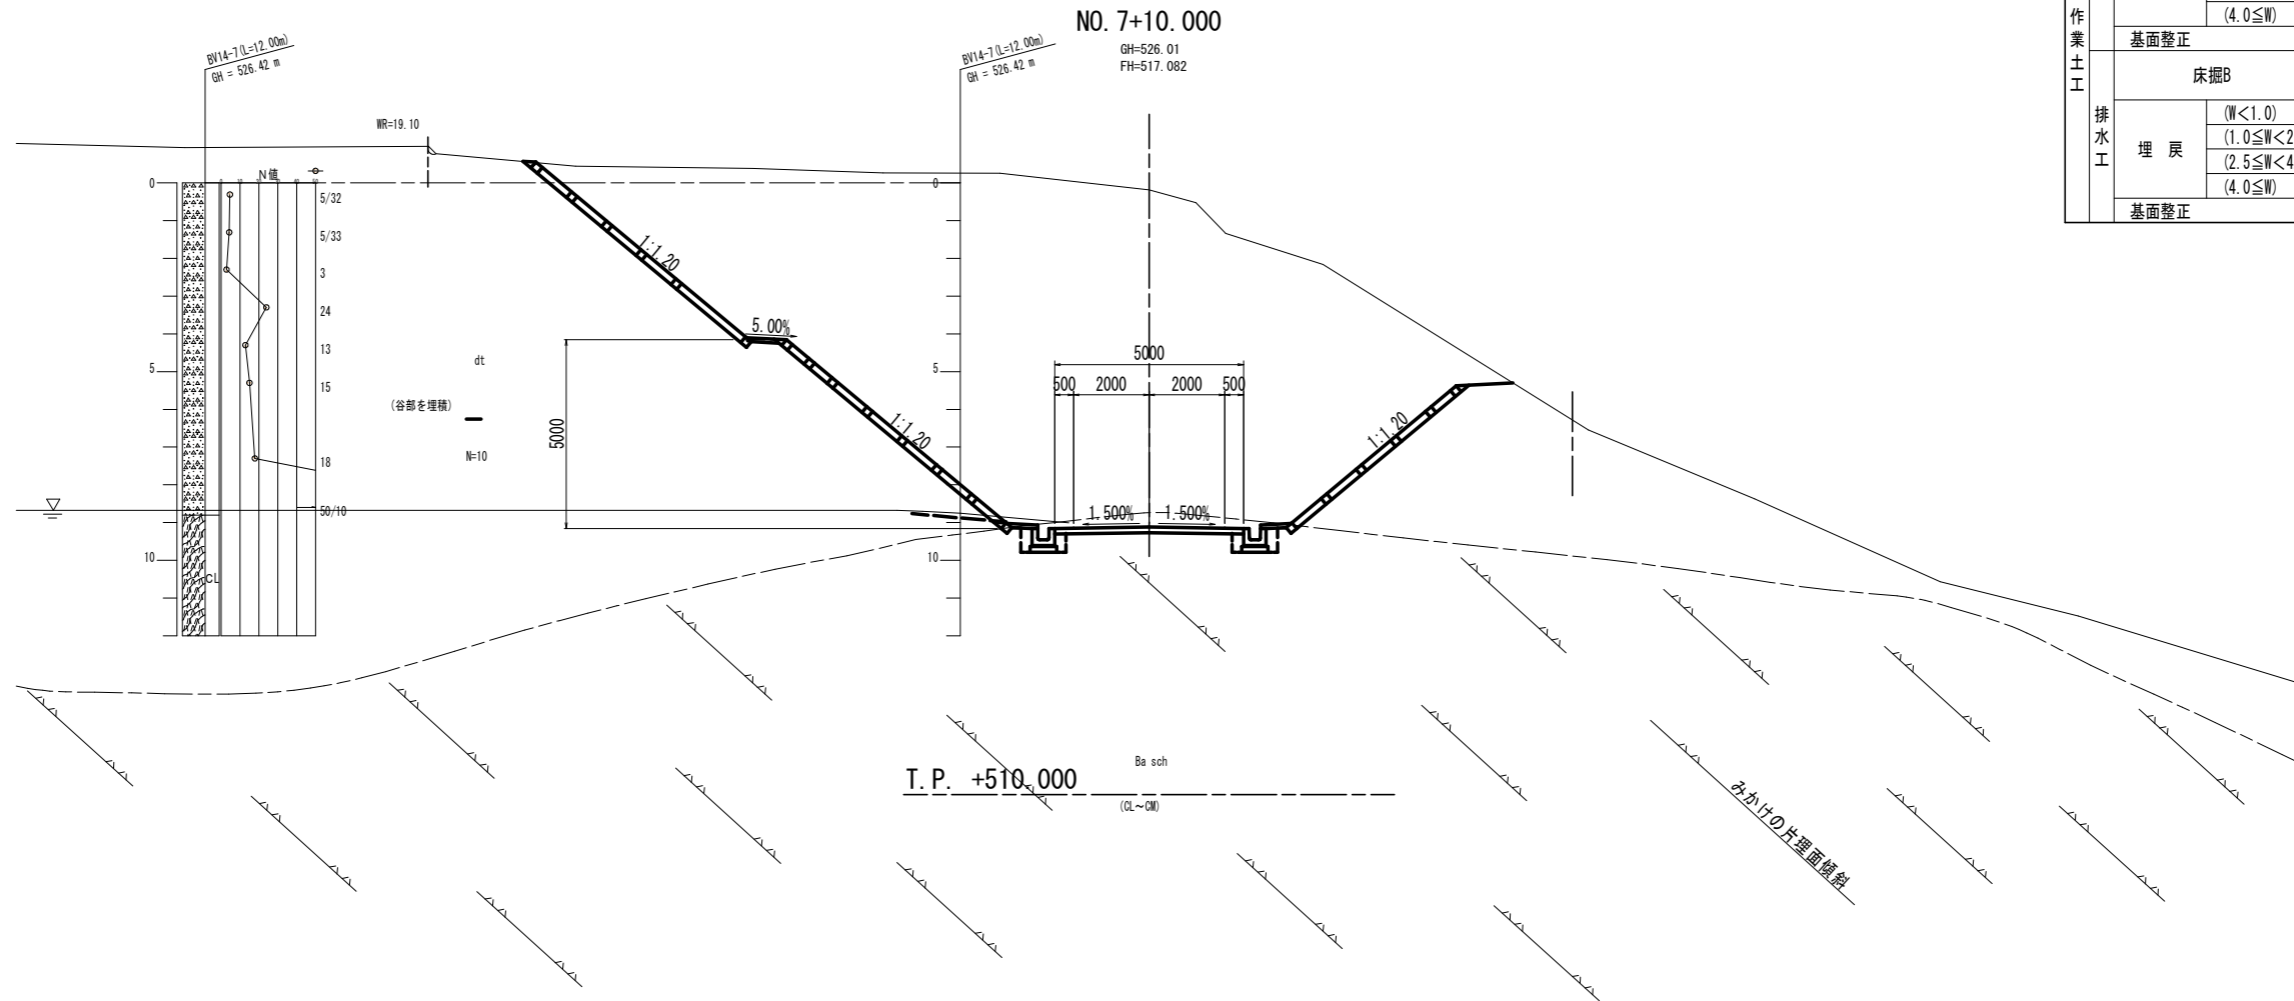 NO. 7+10.000
GH=526.01
FH=517.082
BV14-7(L=12.00m)
GH = 526.42 m
BV14-7(L=12.00m)
GH = 526.42 m
WR=19.10
N値
0
5/32
5/33
3
24
13
5
15
18
50/10
10
CL
dt
(谷部を埋積)
N=10
1:1.20
5.00%
5000
1:1.20
0
5
10
5000
500
2000
2000
500
1.500%
1.500%
1:1.20
Ba sch
T.P. +510.000
(CL～CM)
みかけの片理面傾斜
作業土工
(4.0≦W)
基面整正
排水工
床掘B
埋 戻
(W<1.0)
(1.0≦W<2
(2.5≦W<4
(4.0≦W)
基面整正